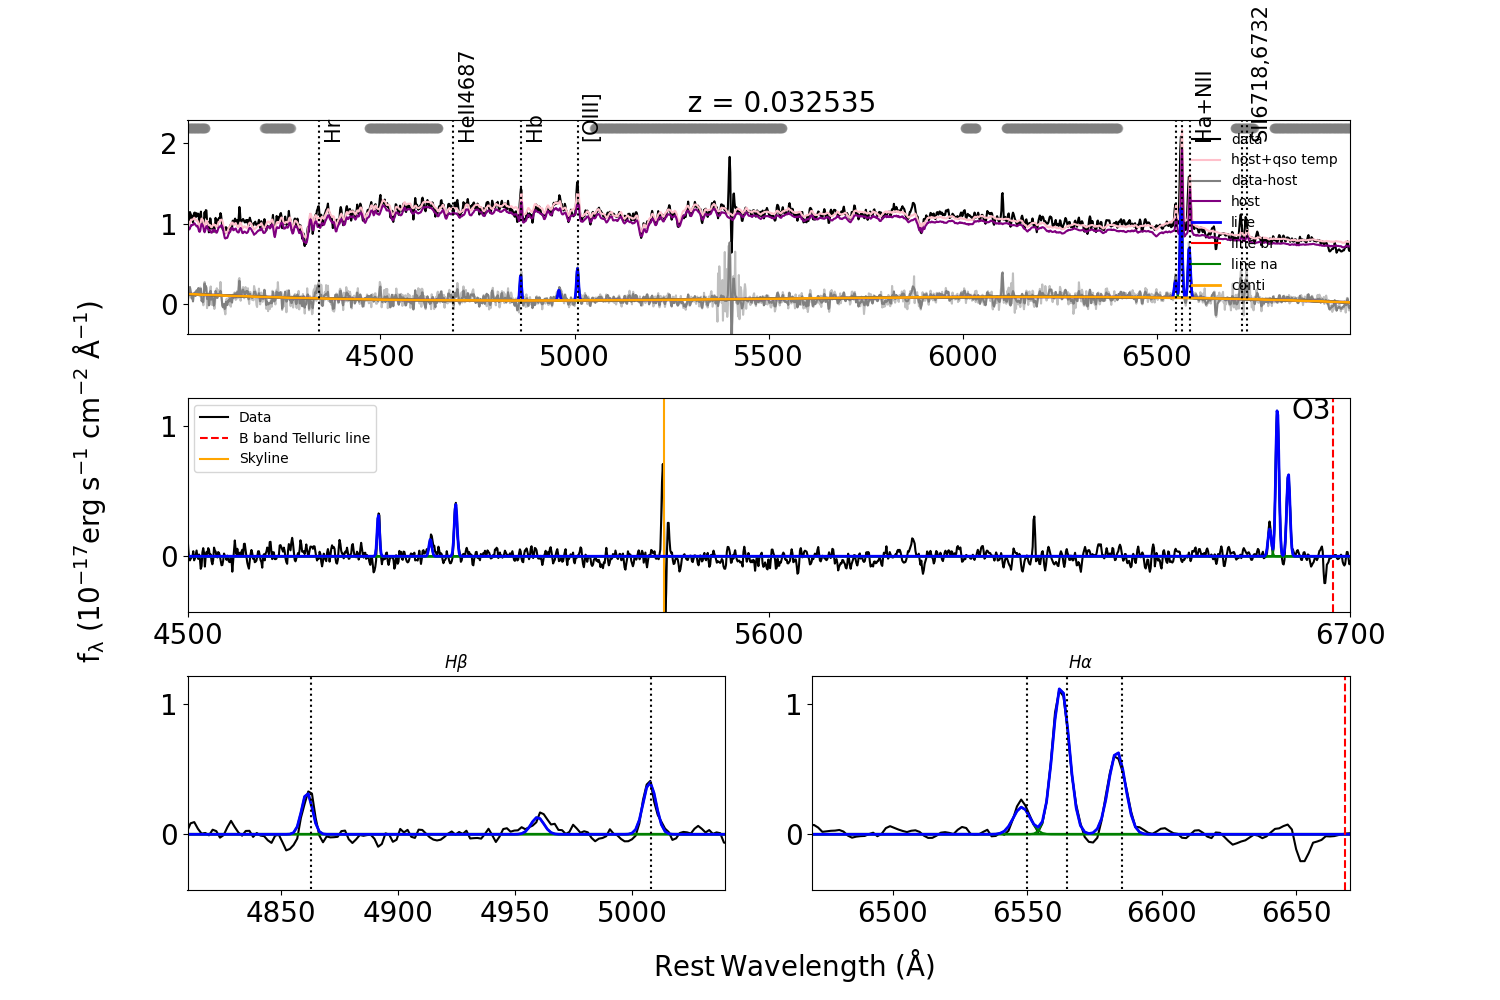 z = 0.032535
Hr
HeII4687
Hb
[OIII]
Ha+NII
SII6718,6732
data
host+qso temp
data-host
host
line
line br
line na
conti
2
1
0
4500
5000
5500
6000
6500
fλ (10−17erg s−1 cm−2 Å−1)
Data
B band Telluric line
Skyline
O3
1
0
4500
5600
6700
Hβ
1
0
4850
4900
4950
5000
Hα
1
0
6500
6550
6600
6650
Rest Wavelength (Å)